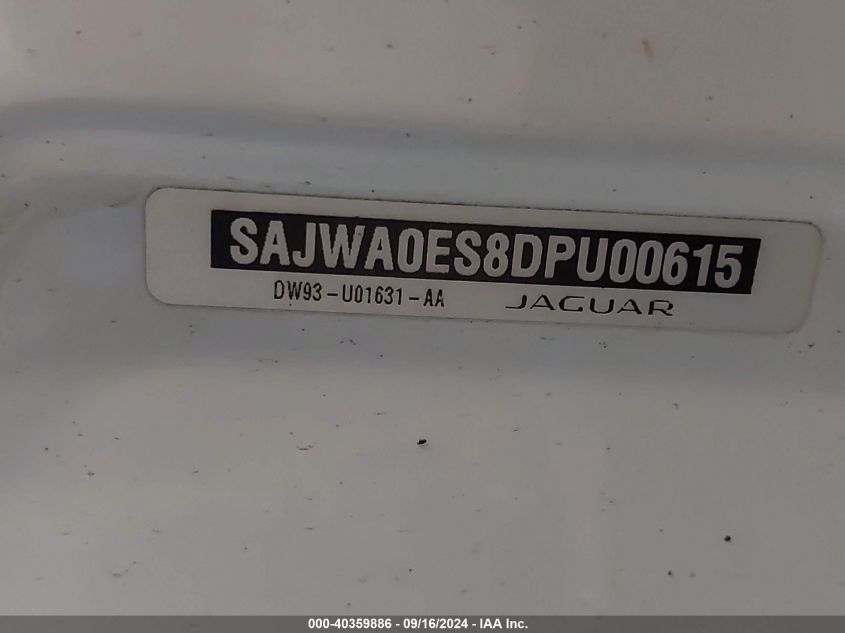 SAJWA0ES8DPU00615
DW93-U01631-AA JAGUAR
000-40359886 - 09/16/2024 - IAA Inc.